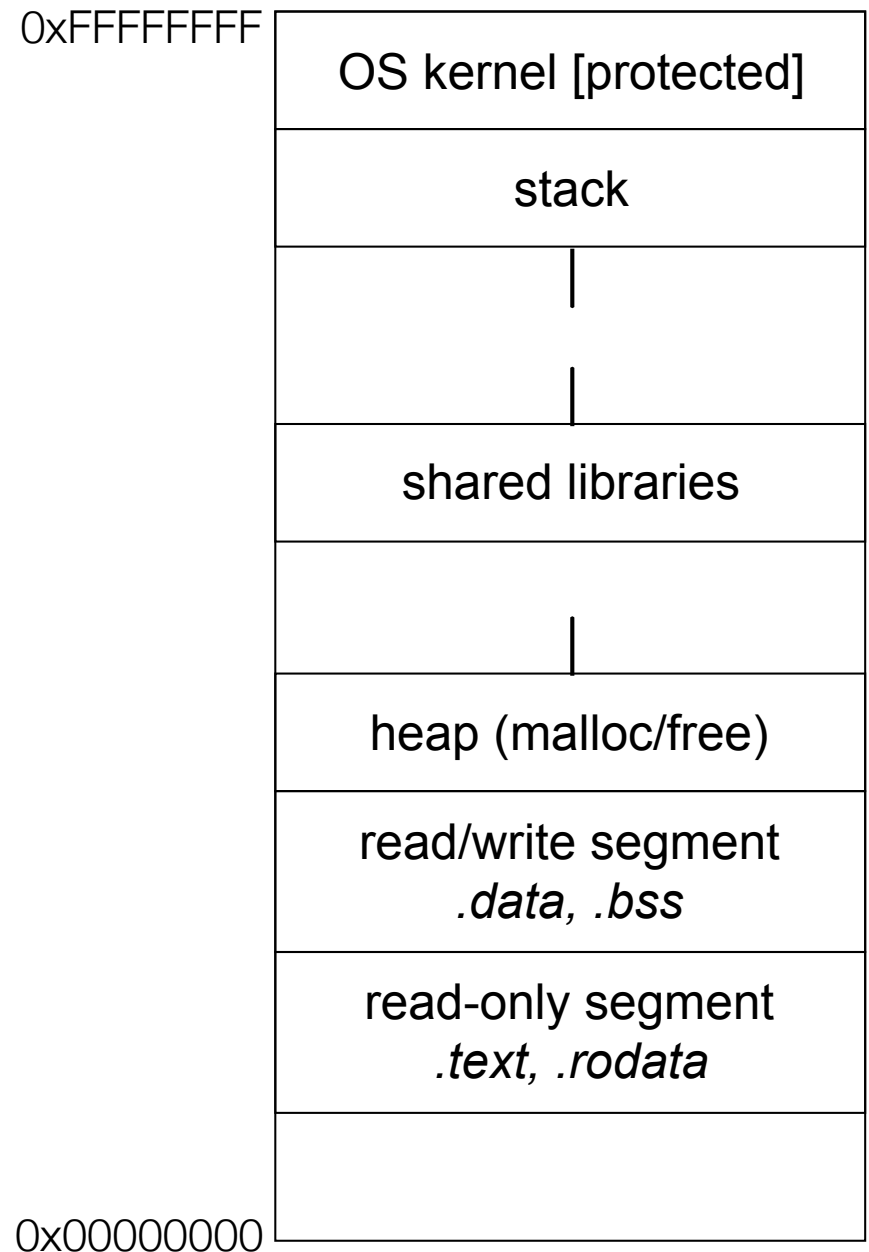 0xFFFFFFFF
OS kernel [protected]
stack
shared libraries
heap (malloc/free)
read/write segment
.data, .bss
read-only segment
.text, .rodata
0x00000000